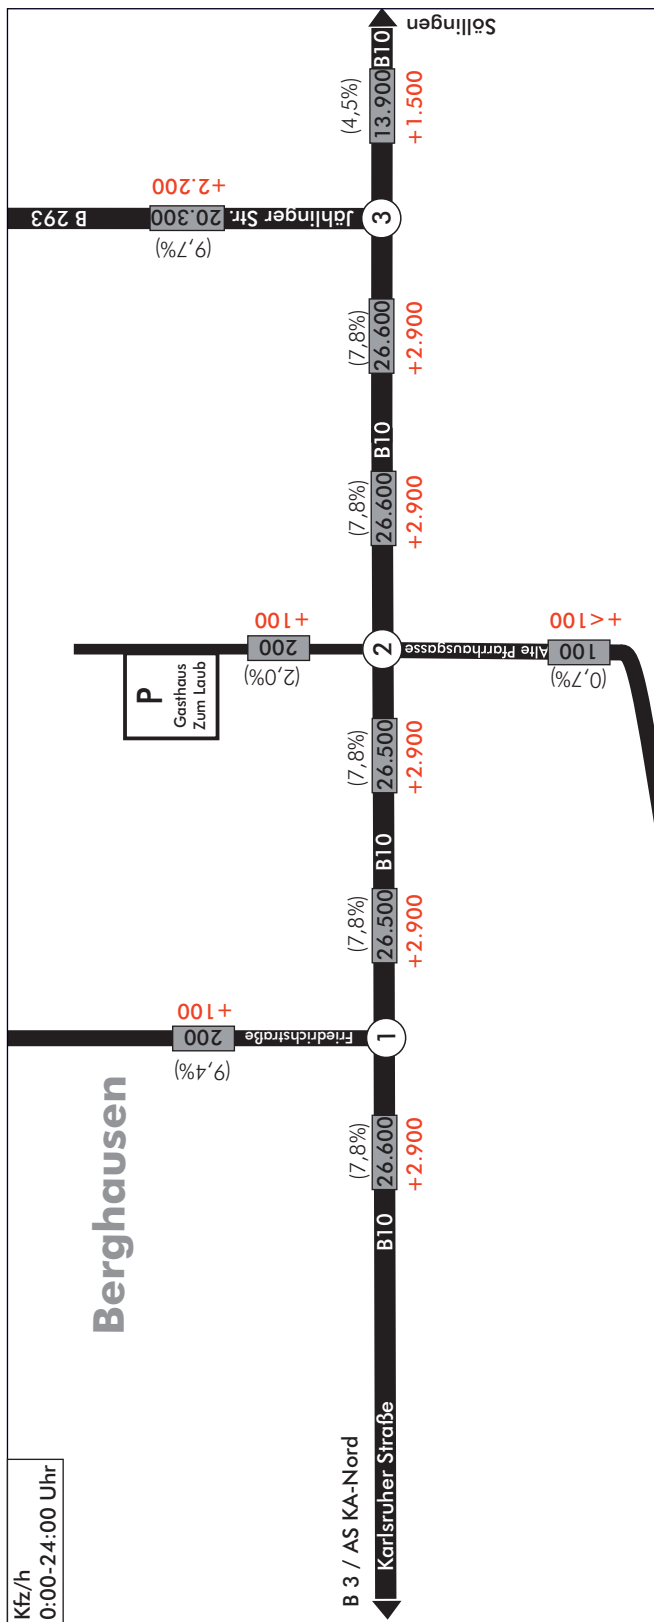 Kfz/h
0:00-24:00 Uhr
Berghausen
B 3 / AS KA-Nord
Karlsruher Straße
B10
(7,8%)
26.600
+2.900
1
Friedrichstraße
200
(9,4%)
+100
(7,8%)
26.500
+2.900
B10
(7,8%)
26.500
+2.900
P
Gasthaus
Zum Laub
200
(2,0%)
+100
2
Alte Pfarrhausgasse
100
(0,7%)
+<100
(7,8%)
26.600
+2.900
B10
(7,8%)
26.600
+2.900
3
B 293
20.300
Jählinger Str.
(9,7%)
+2.200
(4,5%)
13.900
+1.500
B10
Söllingen